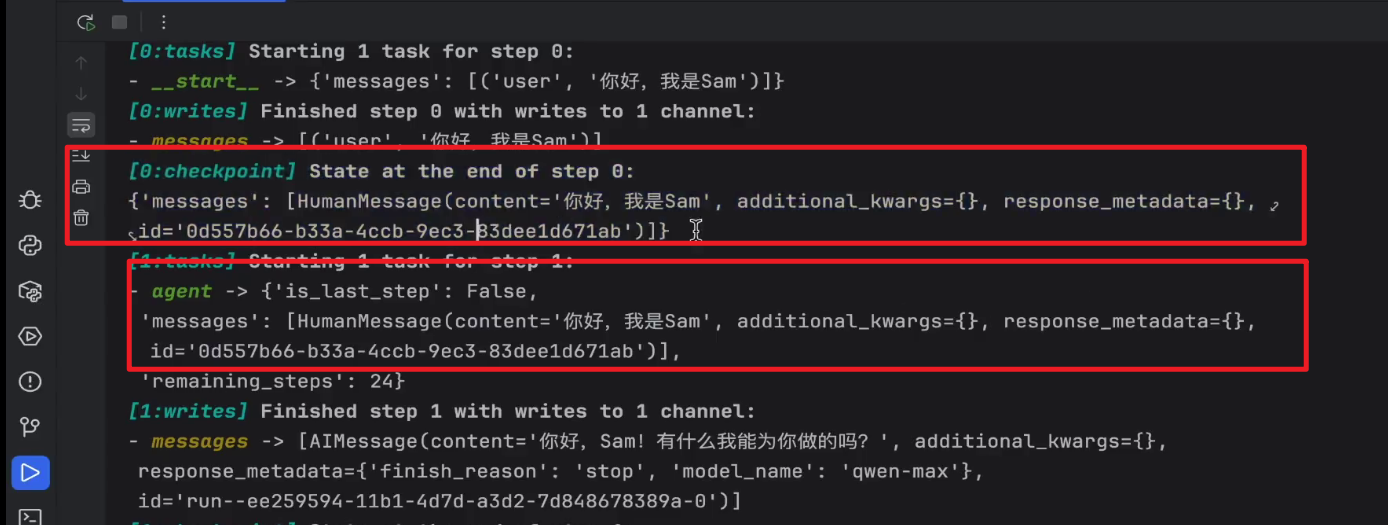 [0:tasks] Starting 1 task for step 0:
- __start__ -> {'messages': [('user', '你好，我是Sam')]}
[0:writes] Finished step 0 with writes to 1 channel:
- messages -> [('user', '你好，我是Sam')]
[0:checkpoint] State at the end of step 0:
{'messages': [HumanMessage(content='你好，我是Sam', additional_kwargs={}, response_metadata={},
id='0d557b66-b33a-4ccb-9ec3-83dee1d671ab')]}
[1:tasks] Starting 1 task for step 1:
- agent -> {'is_last_step': False,
'messages': [HumanMessage(content='你好，我是Sam', additional_kwargs={}, response_metadata={},
id='0d557b66-b33a-4ccb-9ec3-83dee1d671ab')],
'remaining_steps': 24}
[1:writes] Finished step 1 with writes to 1 channel:
- messages -> [AIMessage(content='你好，Sam！有什么我能为你做的吗？', additional_kwargs={},
response_metadata={'finish_reason': 'stop', 'model_name': 'qwen-max'},
id='run--ee259594-11b1-4d7d-a3d2-7d848678389a-0')]